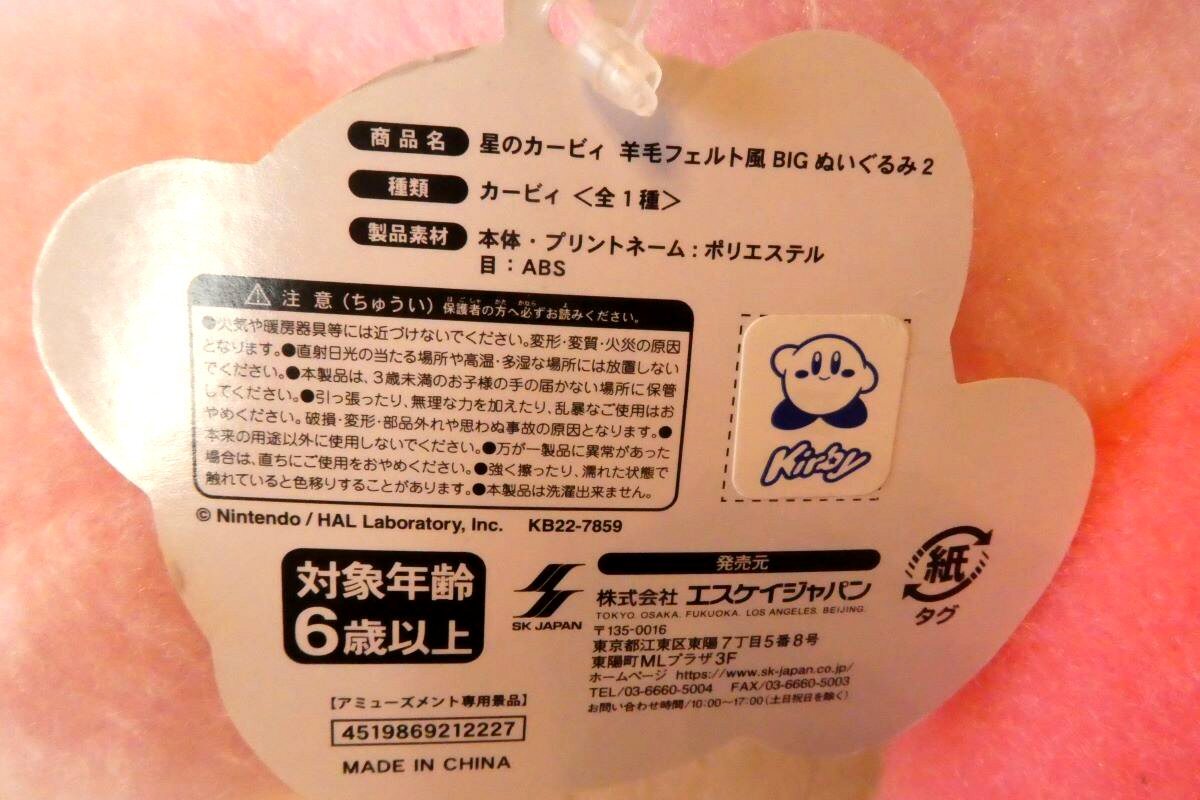 商品名 星のカービィ 羊毛フェルト風 BIG ぬいぐるみ 2
種類 カービィ <全1種>
製品素材 本体・プリントネーム:ポリエステル
目:ABS
⚠注意(ちゅうい) 保護者の方へ必ずお読みください。
●火気や暖房器具等には近づけないでください。変形・変質・火災の原因
となります。●直射日光の当たる場所や高温・多湿な場所には放置しない
でください。●本製品は、3歳未満のお子様の手の届かない場所に保管
してください。●引っ張ったり、無理な力を加えたり、乱暴なご使用はお
やめください。破損・変形・部品外れや思わぬ事故の原因となります。●
本来の用途以外に使用しないでください。●万が一製品に異常があった
場合は、直ちにご使用をおやめください。●強く擦ったり、濡れた状態で
触れていると色移りすることがあります。●本製品は洗濯出来ません。
© Nintendo / HAL Laboratory, Inc. KB22-7859
Kirby
対象年齢
6歳以上
SK JAPAN
発売元
株式会社 エスケイジャパン
TOKYO. OSAKA. FUKUOKA. LOS ANGELES. BEIJING.
〒135-0016
東京都江東区東陽7丁目5番8号
東陽町MLプラザ3F
ホームページ https://www.sk-japan.co.jp/
TEL/03-6660-5004 FAX/03-6660-5003
お問い合わせ時間/10:00~17:00(土日祝日を除く)
紙
タグ
【アミューズメント専用景品】
4519869212227
MADE IN CHINA